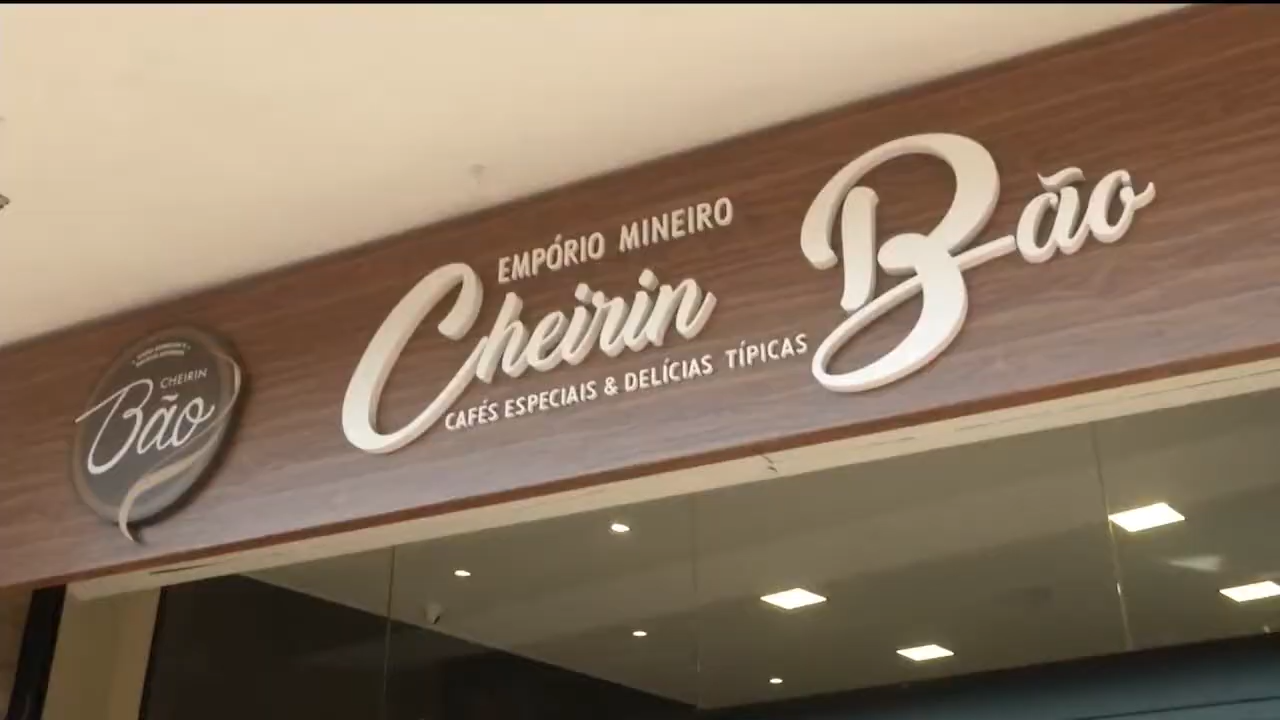 EMPÓRIO MINEIRO
Cheirin Bão
CAFÉS ESPECIAIS & DELÍCIAS TÍPICAS
CHEIRIN
Bão